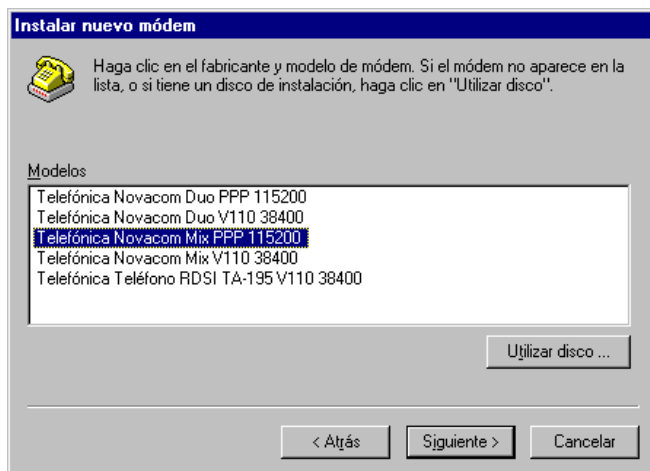 Instalar nuevo módem
Haga clic en el fabricante y modelo de módem. Si el módem no aparece en la
lista, o si tiene un disco de instalación, haga clic en "Utilizar disco".
Modelos
Telefónica Novacom Duo PPP 115200
Telefónica Novacom Duo V110 38400
Telefónica Novacom Mix PPP 115200
Telefónica Novacom Mix V110 38400
Telefónica Teléfono RDSI TA-195 V110 38400
Utilizar disco ...
< Atrás
Siguiente >
Cancelar